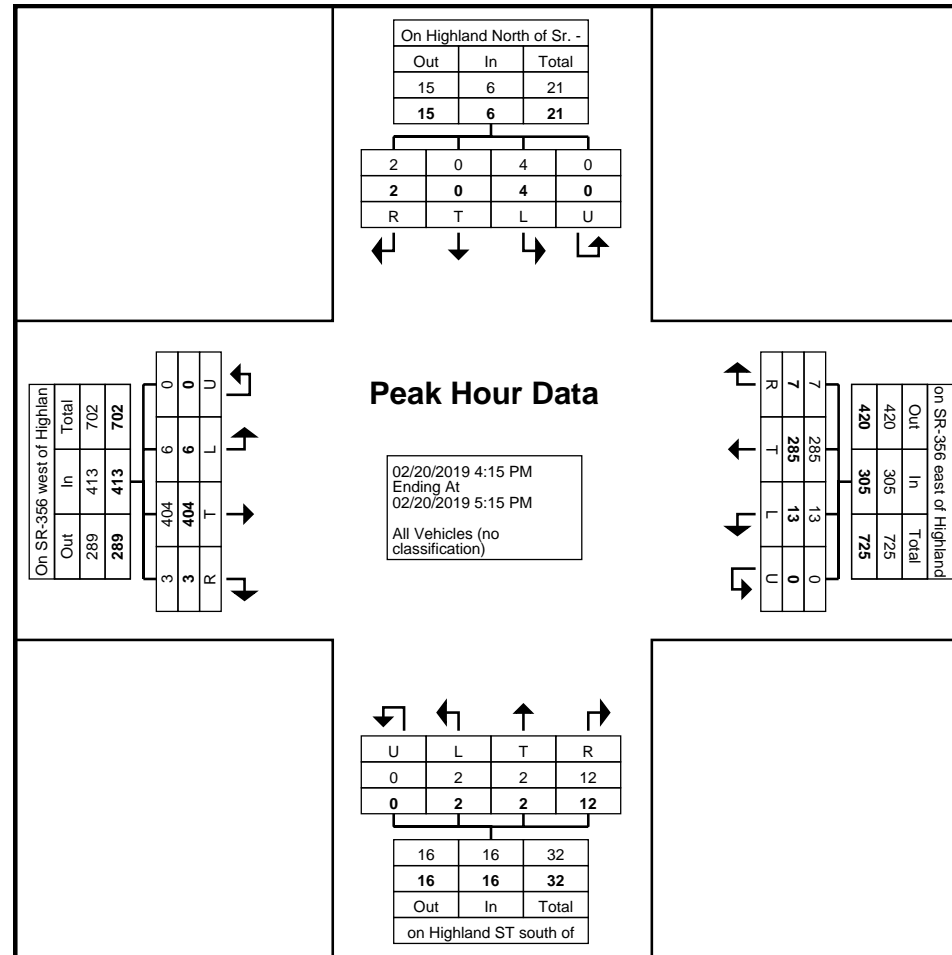 On Highland North of Sr. -
Out In Total
15 6 21
15 6 21
2 0 4 0
2 0 4 0
R T L U
Peak Hour Data
02/20/2019 4:15 PM
Ending At
02/20/2019 5:15 PM
All Vehicles (no
classification)
On SR-356 west of Highlan
Out In Total
289 413 702
289 413 702
3 404 6 0
3 404 6 0
R T L U
on SR-356 east of Highland
Out In Total
420 305 725
420 305 725
7 285 13 0
7 285 13 0
R T L U
U L T R
0 2 2 12
0 2 2 12
16 16 32
16 16 32
Out In Total
on Highland ST south of